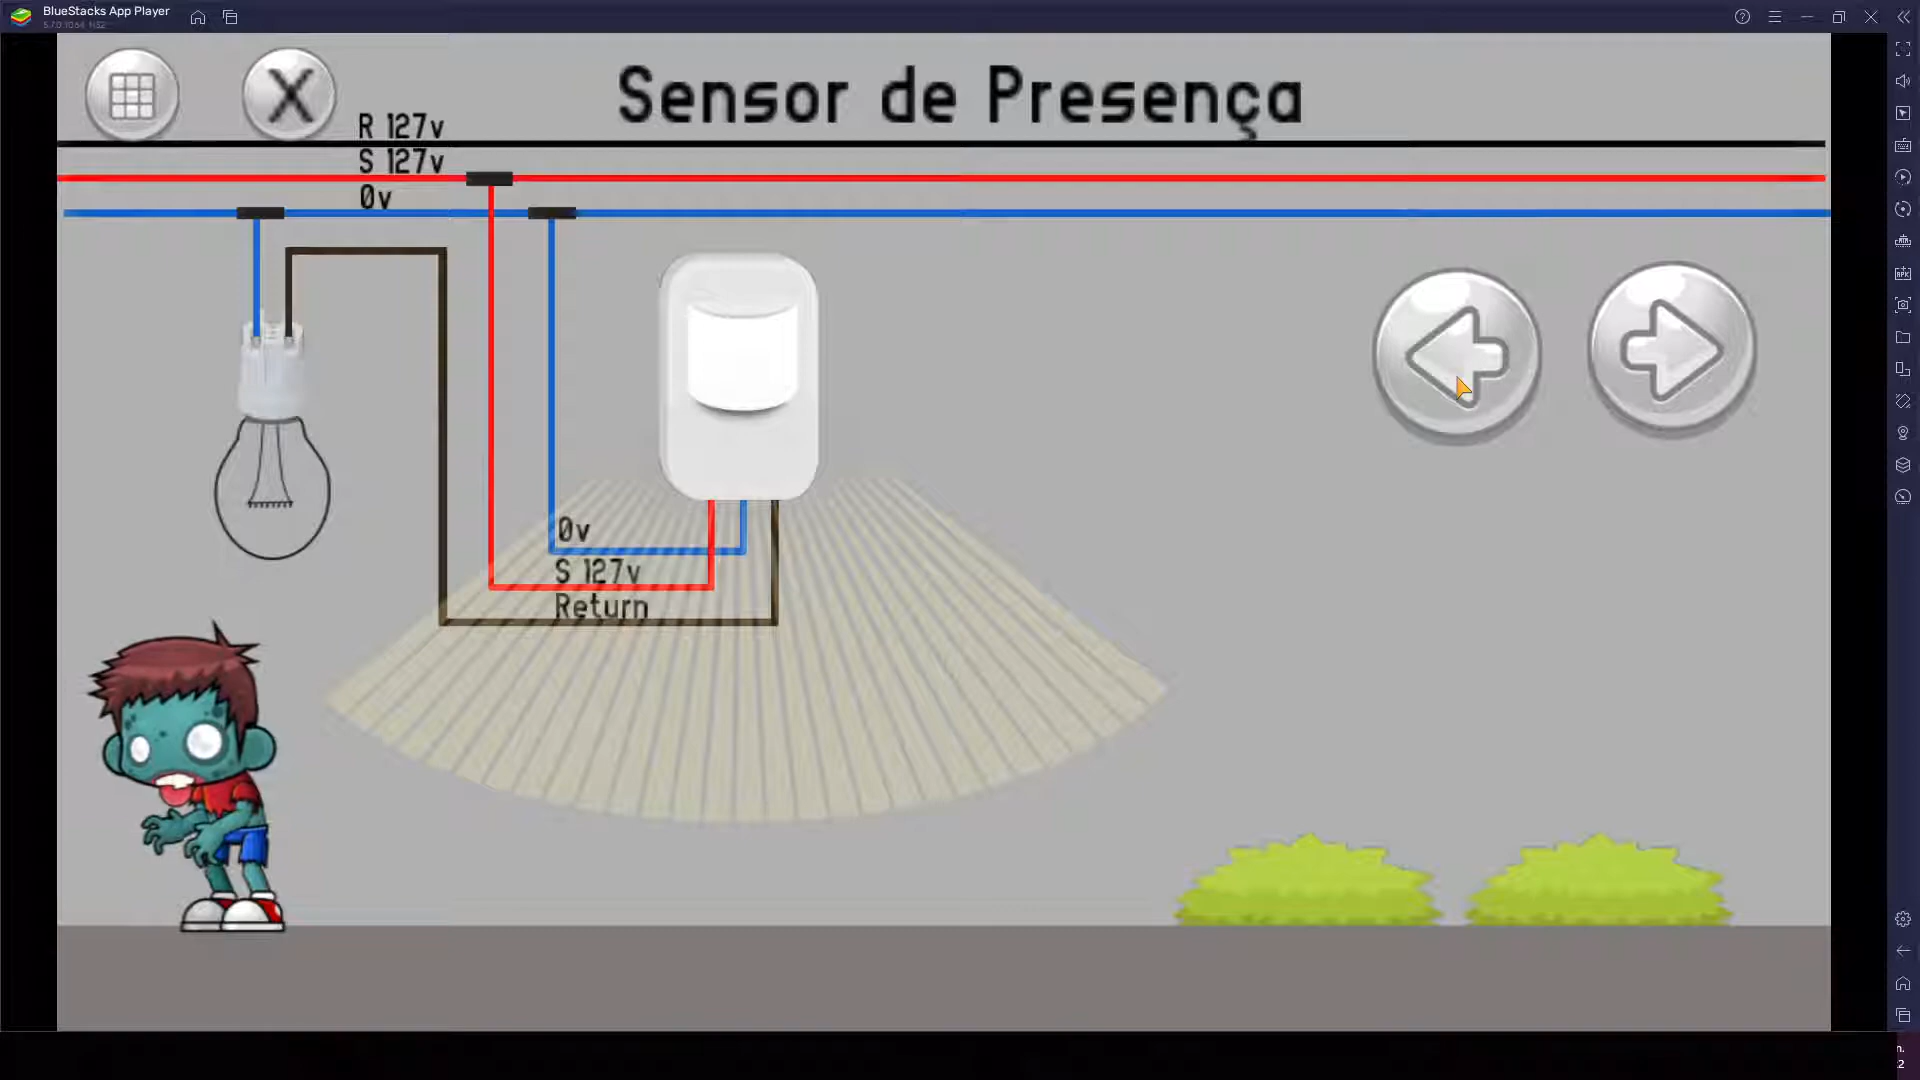 BlueStacks App Player
X
Sensor de Presença
R 127v
S 127v
0v
0v
S 127v
Return